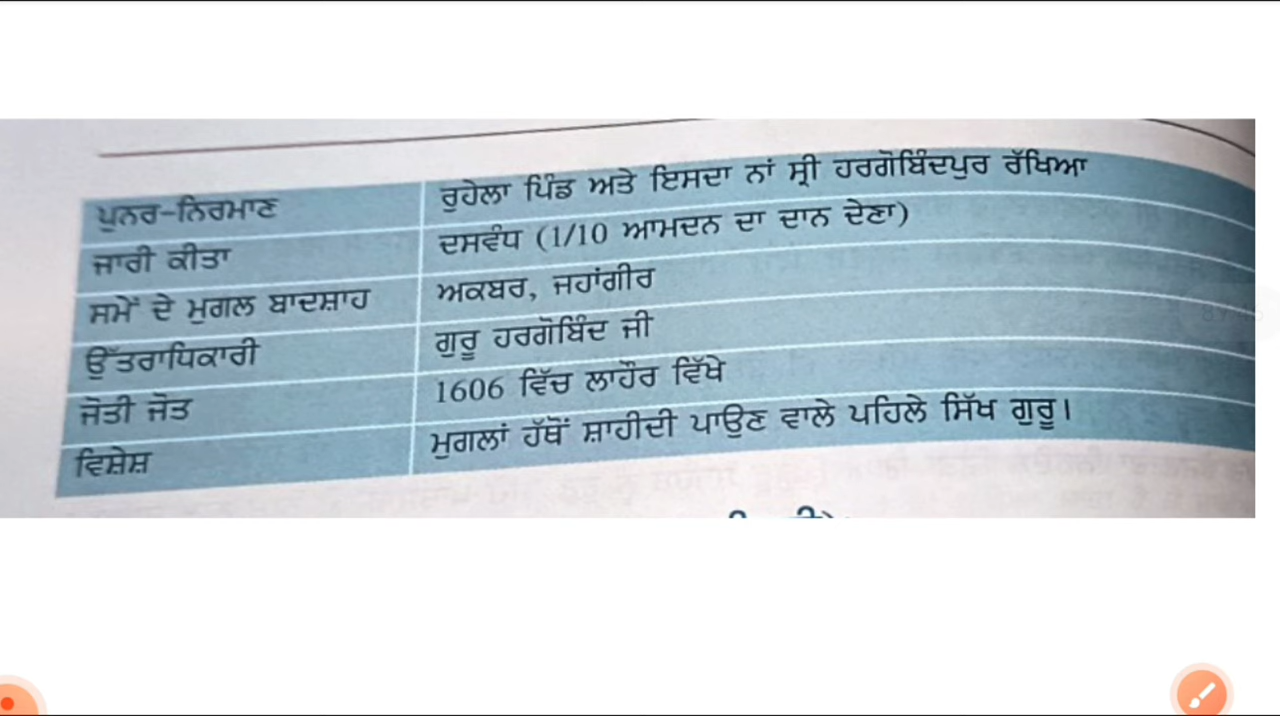 ਪੁਨਰ-ਨਿਰਮਾਣ ਰੁਹੇਲਾ ਪਿੰਡ ਅਤੇ ਇਸਦਾ ਨਾਂ ਸ੍ਰੀ ਹਰਗੋਬਿੰਦਪੁਰ ਰੱਖਿਆ
ਜਾਰੀ ਕੀਤਾ ਦਸਵੰਧ (1/10 ਆਮਦਨ ਦਾ ਦਾਨ ਦੇਣਾ)
ਸਮੇਂ ਦੇ ਮੁਗਲ ਬਾਦਸ਼ਾਹ ਅਕਬਰ, ਜਹਾਂਗੀਰ
ਉੱਤਰਾਧਿਕਾਰੀ ਗੁਰੂ ਹਰਗੋਬਿੰਦ ਜੀ
ਜੋਤੀ ਜੋਤ 1606 ਵਿੱਚ ਲਾਹੌਰ ਵਿੱਖੇ
ਵਿਸ਼ੇਸ਼ ਮੁਗਲਾਂ ਹੱਥੋਂ ਸ਼ਾਹੀਦੀ ਪਾਉਣ ਵਾਲੇ ਪਹਿਲੇ ਸਿੱਖ ਗੁਰੂ।